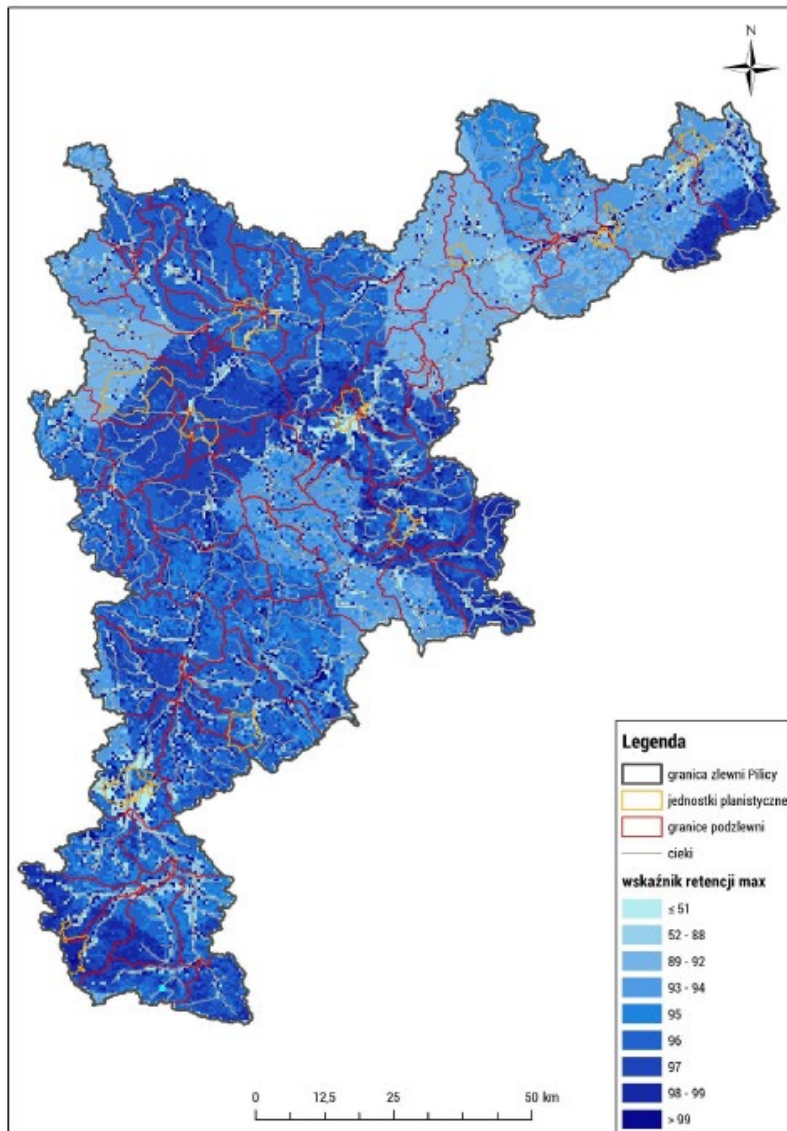 N
Legenda
granica zlewni Pilicy
jednostki planistyczne
granice podzlewni
cieki
wskaźnik retencji max
≤ 51
52 - 88
89 - 92
93 - 94
95
96
97
98 - 99
> 99
0 12,5 25 50 km